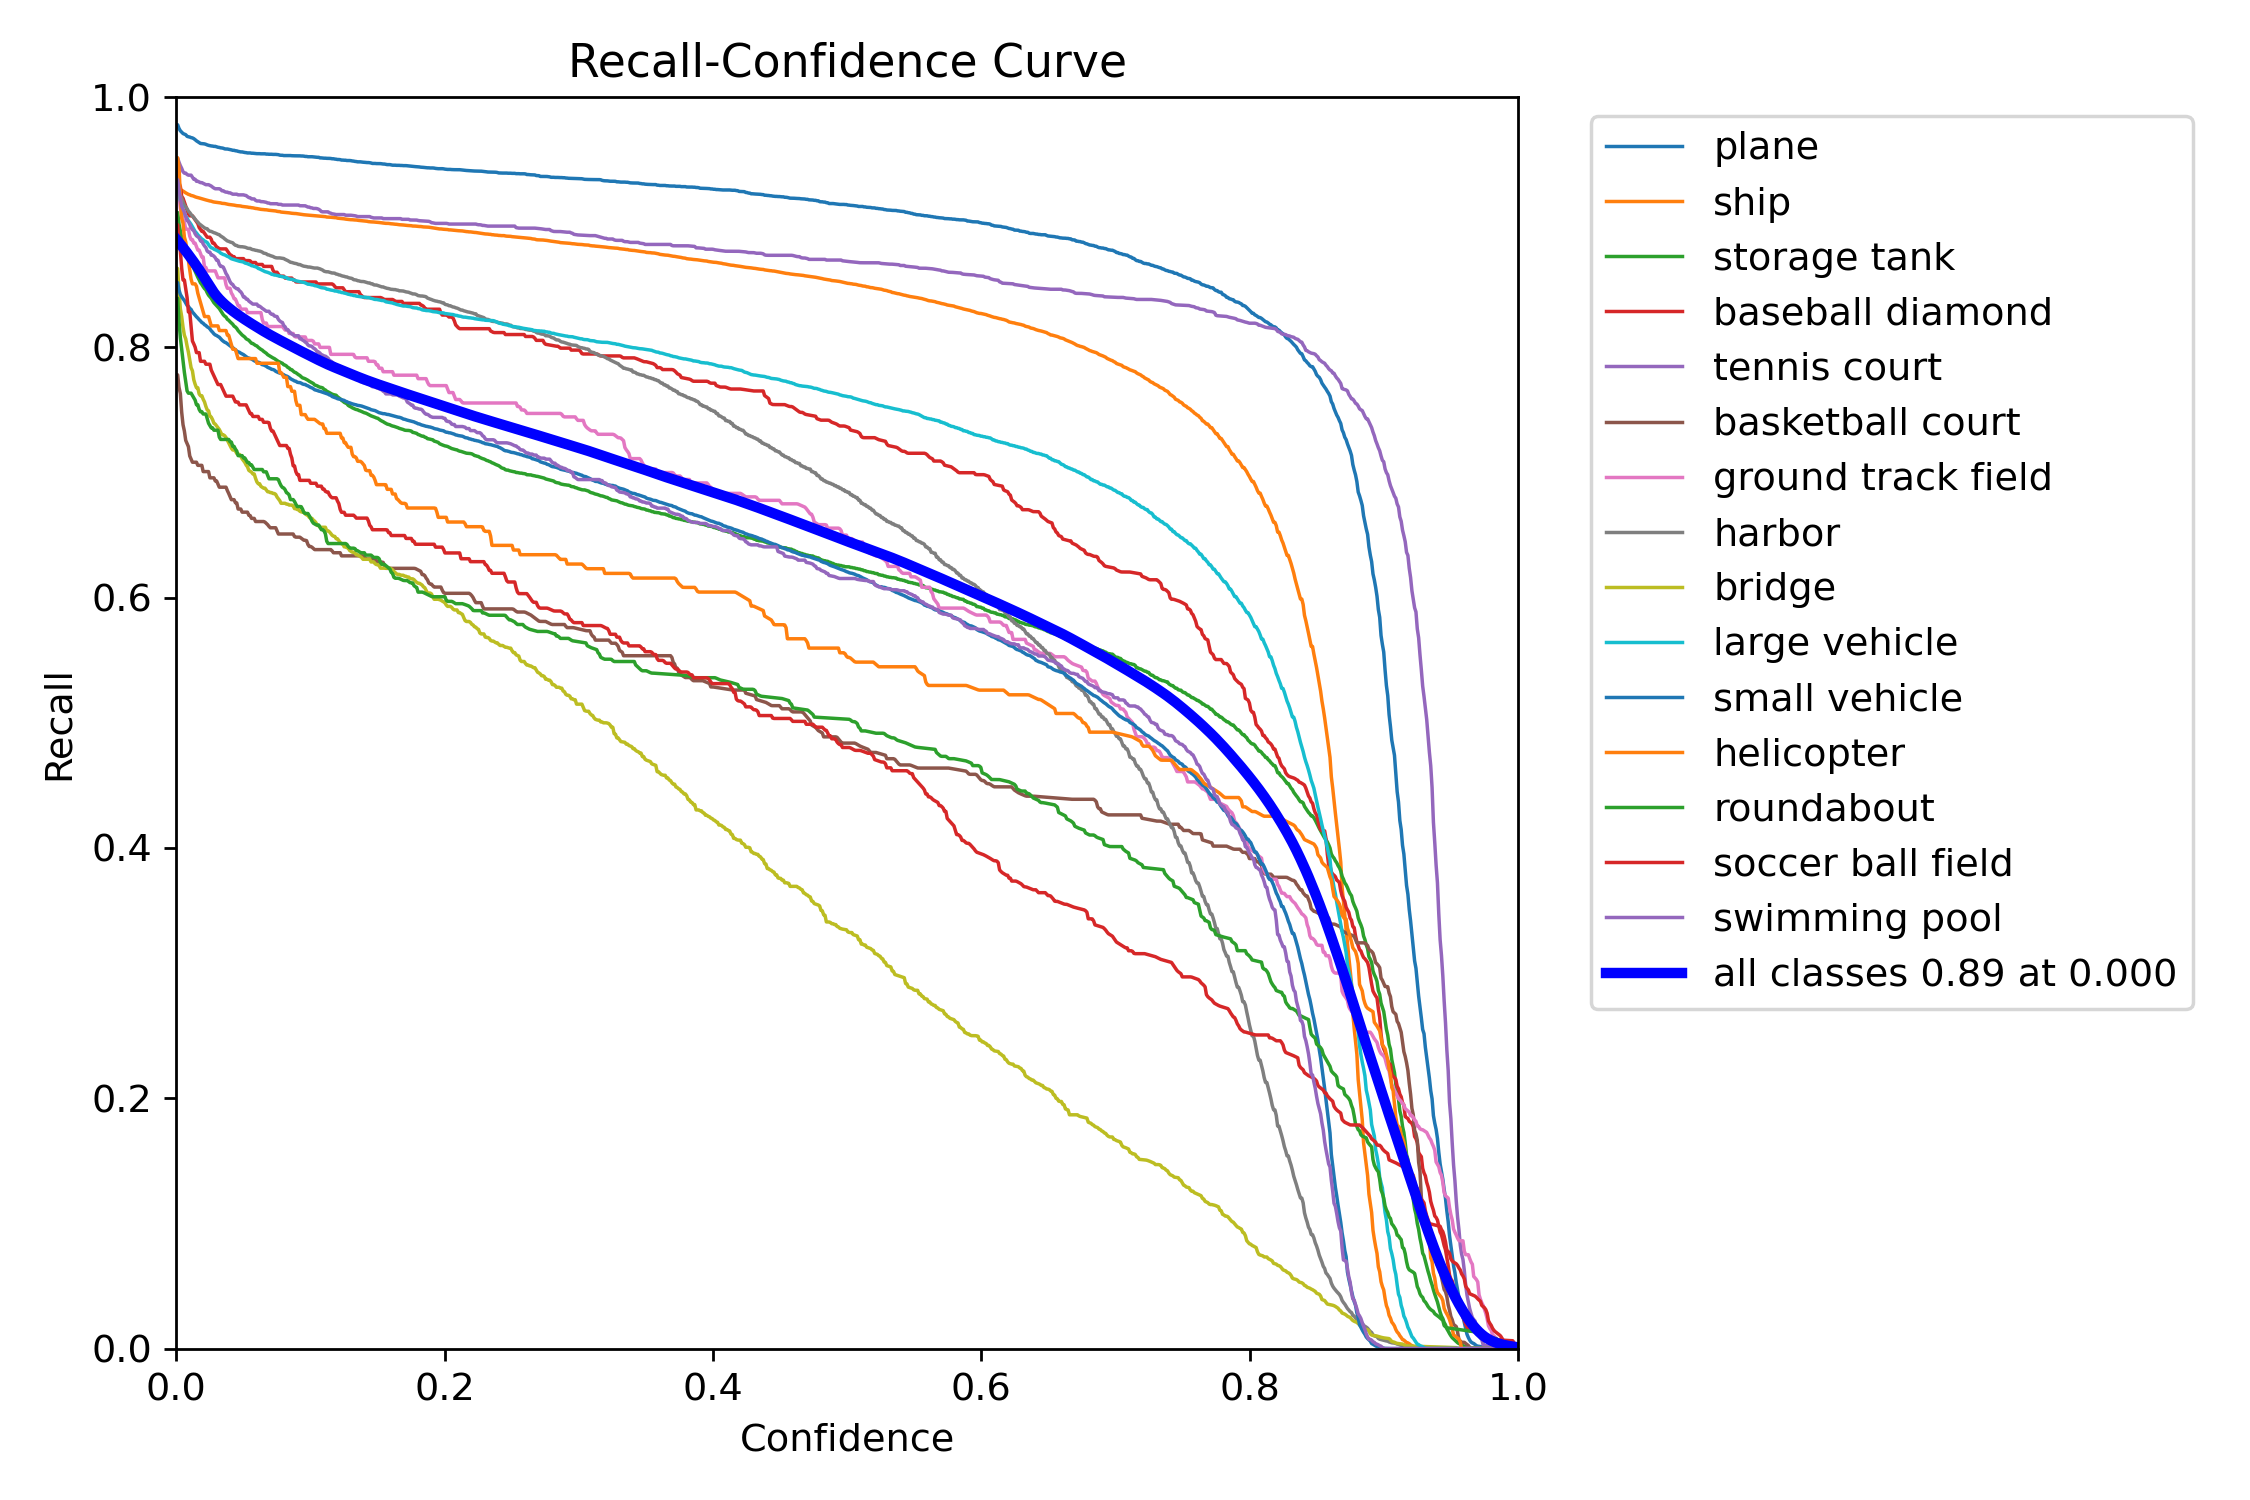 Recall-Confidence Curve
1.0
0.8
0.6
0.4
0.2
0.0
Recall
0.0 0.2 0.4 0.6 0.8 1.0
Confidence
plane
ship
storage tank
baseball diamond
tennis court
basketball court
ground track field
harbor
bridge
large vehicle
small vehicle
helicopter
roundabout
soccer ball field
swimming pool
all classes 0.89 at 0.000